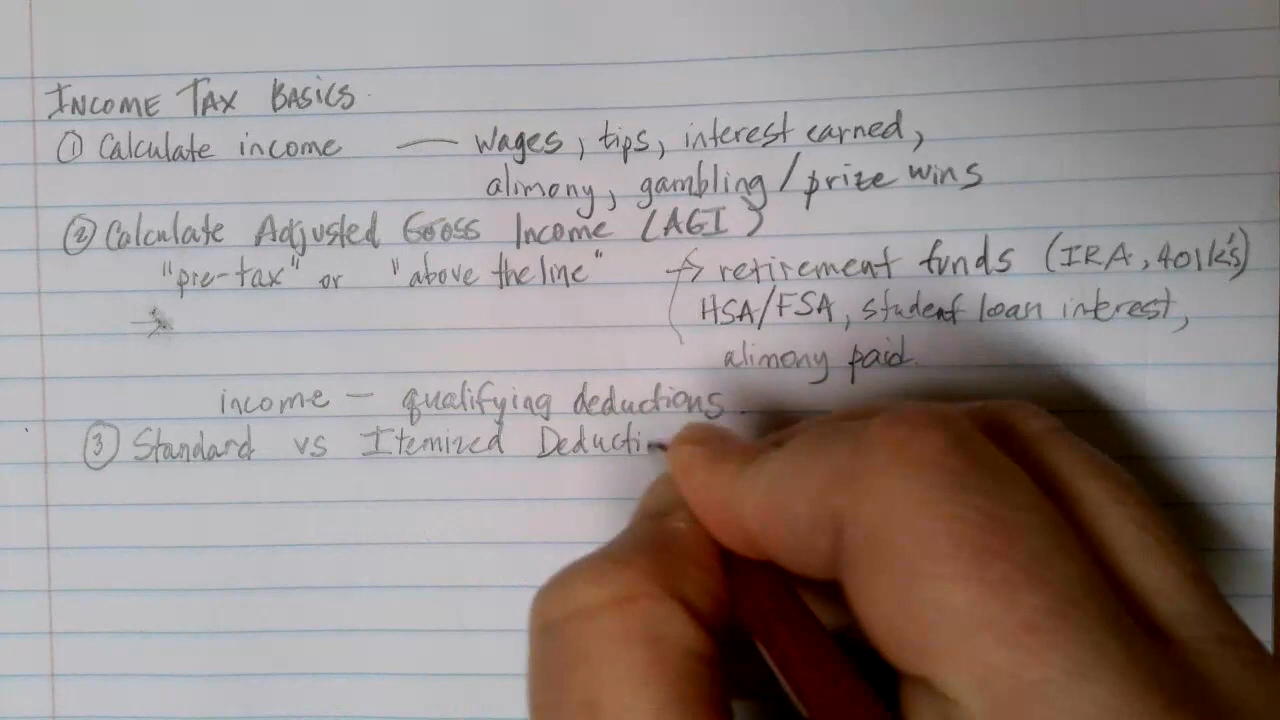 INCOME TAX BASICS
① Calculate income — wages, tips, interest earned,
alimony, gambling / prize wins
② Calculate Adjusted Gross Income (AGI)
"pre-tax" or "above the line" → retirement funds (IRA, 401k's)
HSA/FSA, student loan interest,
alimony paid.
income — qualifying deductions.
③ Standard vs Itemized Deducti